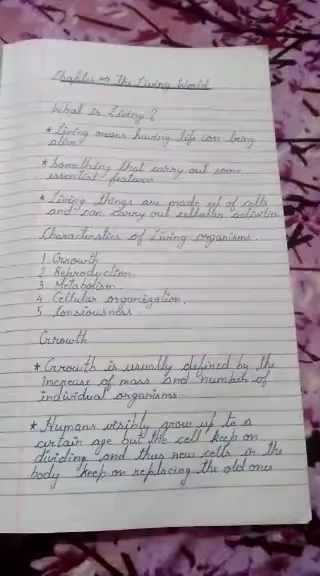 Chapter ⇒ The Living World
What is Living?
* Living means having life can being
alive
* Something that carry out some
essential features
* Living things are made up of cells
and can carry out cellular activities
Characteristics of Living organisms.
1. Growth
2. Reproduction.
3. Metabolism.
4. Cellular organization.
5. Consiousness
Growth
* Growth is usually defined by the
increase of mass and number of
individual organisms.
* Humans visibly grow up to a
certain age but the cell keep on
dividing and thus new cells in the
body keep on replacing the old ones